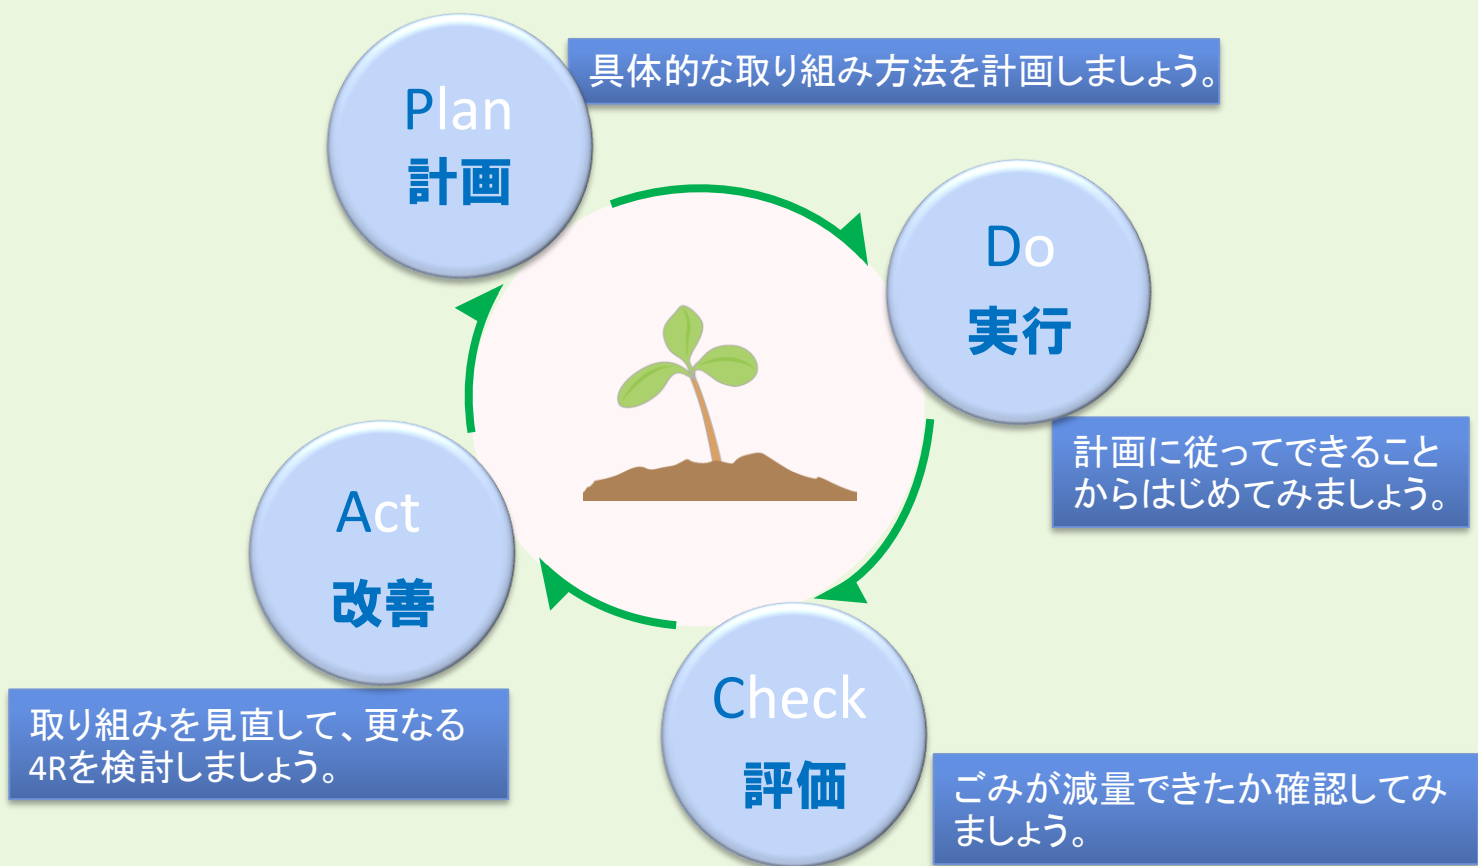 Plan
計画
具体的な取り組み方法を計画しましょう。
Do
実行
計画に従ってできること
からはじめてみましょう。
Check
評価
ごみが減量できたか確認してみ
ましょう。
Act
改善
取り組みを見直して、更なる
4Rを検討しましょう。